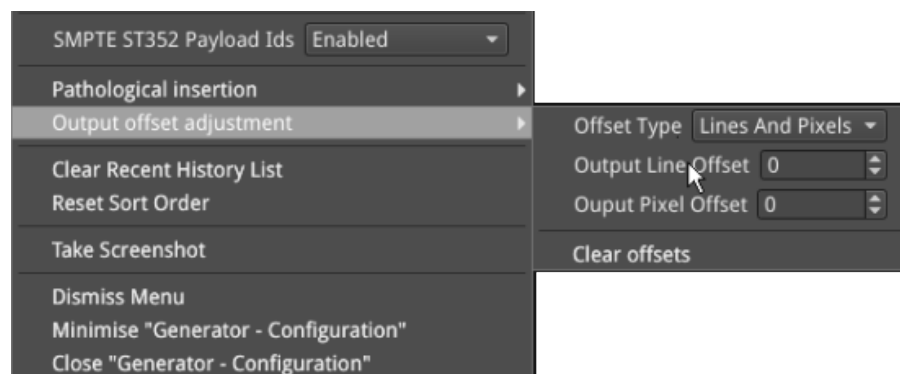 SMPTE ST352 Payload Ids Enabled
Pathological insertion
Output offset adjustment
Clear Recent History List
Reset Sort Order
Take Screenshot
Dismiss Menu
Minimise "Generator - Configuration"
Close "Generator - Configuration"
Offset Type Lines And Pixels
Output Line Offset 0
Ouput Pixel Offset 0
Clear offsets